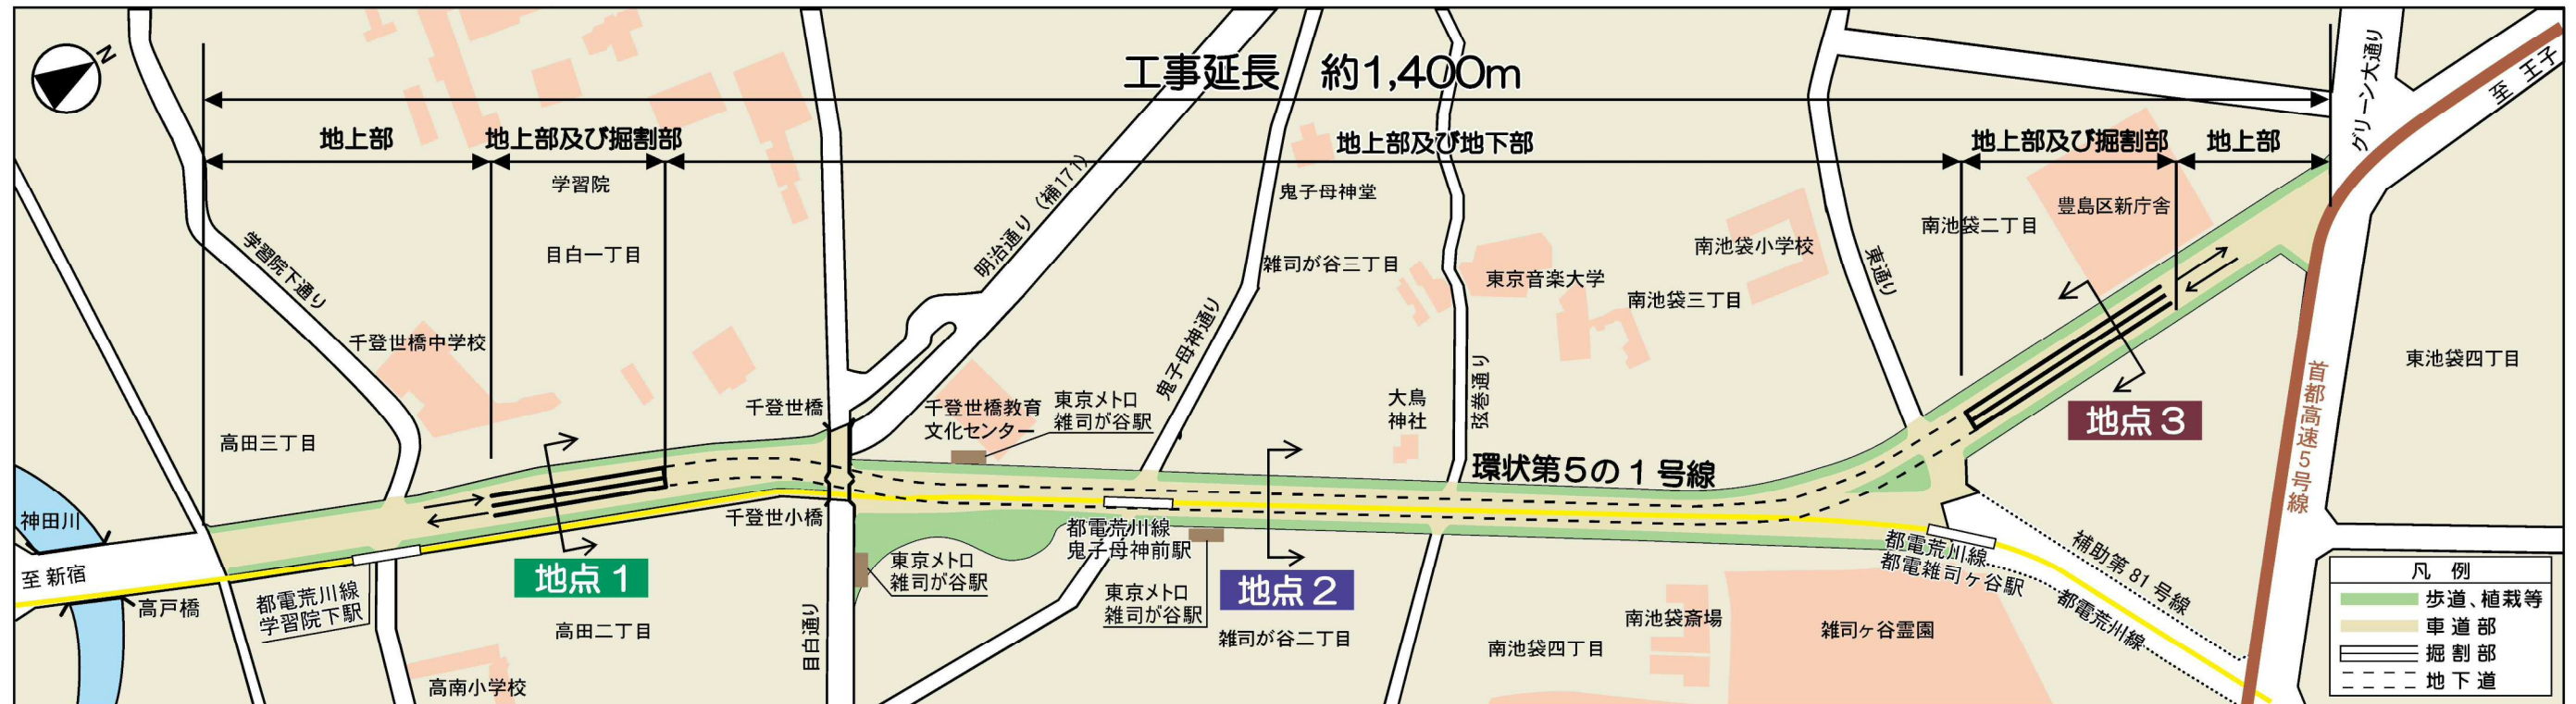 N
工事延長　約1,400m
地上部
地上部及び掘割部
地上部及び地下部
地上部及び掘割部
地上部
グリーン大通り
至 王子
学習院
目白一丁目
学習院下通り
千登世橋中学校
高田三丁目
明治通り（補171）
鬼子母神堂
雑司が谷三丁目
鬼子母神通り
東京音楽大学
南池袋小学校
南池袋三丁目
東通り
南池袋二丁目
豊島区新庁舎
東池袋四丁目
首都高速5号線
千登世橋
千登世橋教育
文化センター
東京メトロ
雑司が谷駅
大鳥
神社
弦巻通り
環状第5の1号線
地点3
神田川
至 新宿
高戸橋
都電荒川線
学習院下駅
地点1
高田二丁目
高南小学校
千登世小橋
目白通り
東京メトロ
雑司が谷駅
都電荒川線
鬼子母神前駅
東京メトロ
雑司が谷駅
地点2
雑司が谷二丁目
南池袋四丁目
南池袋斎場
雑司ヶ谷霊園
都電荒川線
都電雑司ヶ谷駅
補助第81号線
都電荒川線
凡 例
歩道、植栽等
車道部
掘割部
地下道